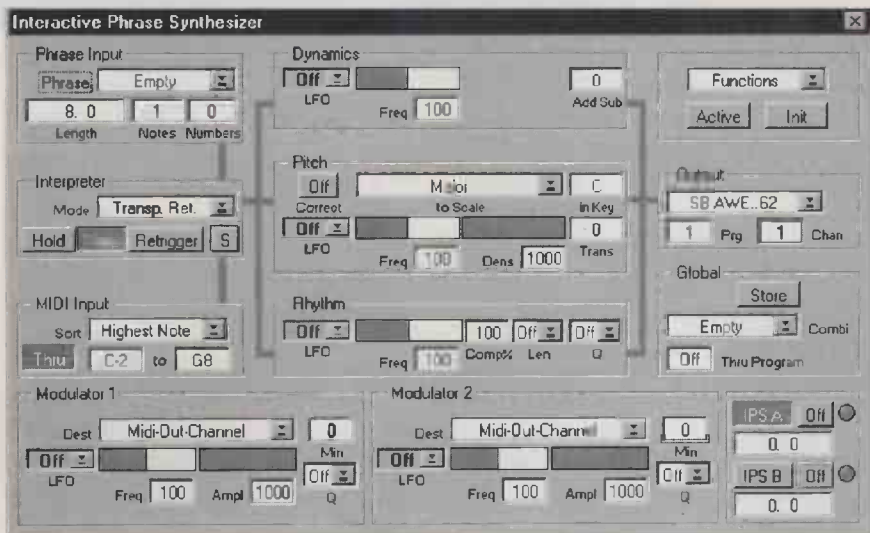 Interactive Phrase Synthesizer
Phrase Input
Phrase Empty
8. 0 1 0
Length Notes Numbers
Interpreter
Mode Transp. Ret.
Hold Retrigger S
MIDI Input
Sort Highest Note
Thru C-2 to G8
Dynamics
Off 0
LFO Freq 100 Add Sub
Pitch
Off Major C
Correct to Scale in Key
Off 0
LFO Freq 100 Dens 1000 Trans
Rhythm
Off 100 Off Off
LFO Freq 100 Comp% Len Q
Functions
Active Init
Output
SB AWE..62
1 Prg 1 Chan
Global
Store
Empty Combi
Off Thru Program
Modulator 1
Dest Midi-Out-Channel 0
Min
Off Off
LFO Freq 100 Ampl 1000 Q
Modulator 2
Dest Midi-Out-Channel 0
Min
Off Off
LFO Freq 100 Ampl 1000 Q
IPS A Off
0. 0
IPS B Off
0. 0